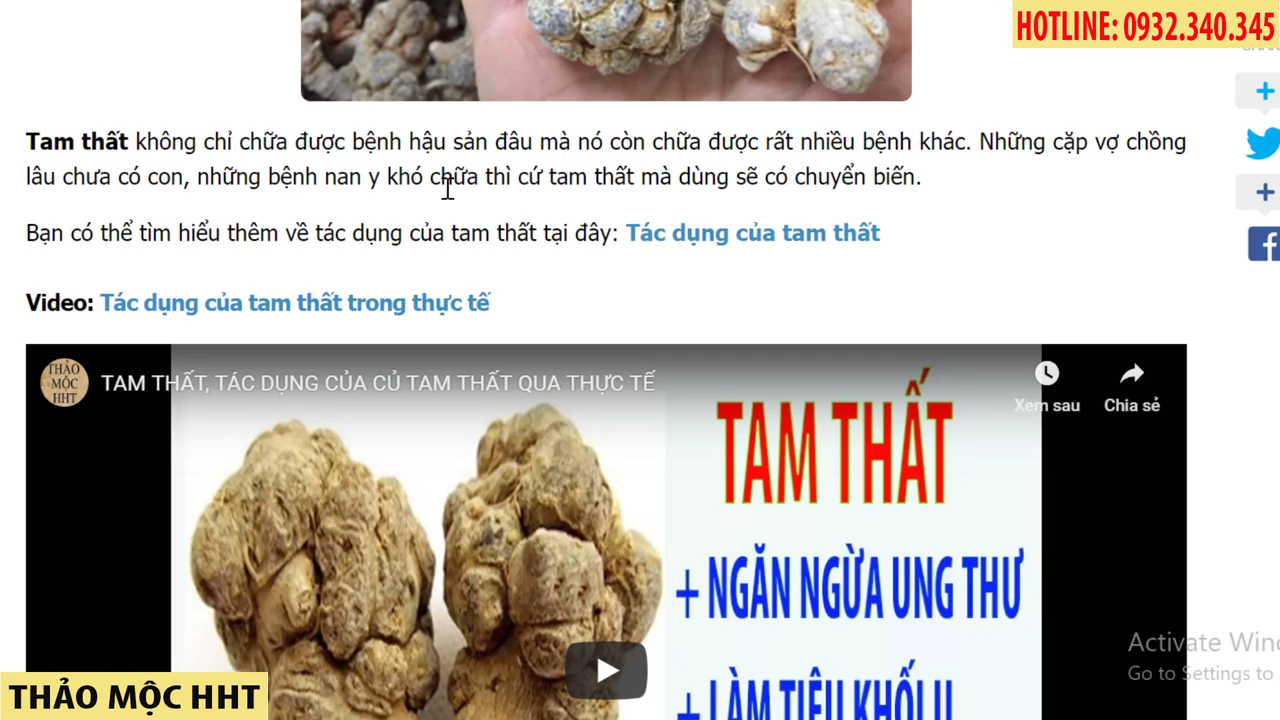 HOTLINE: 0932.340.345
Tam thất không chỉ chữa được bệnh hậu sản đâu mà nó còn chữa được rất nhiều bệnh khác. Những cặp vợ chồng
lâu chưa có con, những bệnh nan y khó chữa thì cứ tam thất mà dùng sẽ có chuyển biến.
Bạn có thể tìm hiểu thêm về tác dụng của tam thất tại đây: Tác dụng của tam thất
Video: Tác dụng của tam thất trong thực tế
THẢO
MỘC
HHT
TAM THẤT, TÁC DỤNG CỦA CỦ TAM THẤT QUA THỰC TẾ
Xem sau
Chia sẻ
TAM THẤT
+ NGĂN NGỪA UNG THƯ
+ LÀM TIÊU KHỐI U
Activate Wind
Go to Settings to
THẢO MỘC HHT